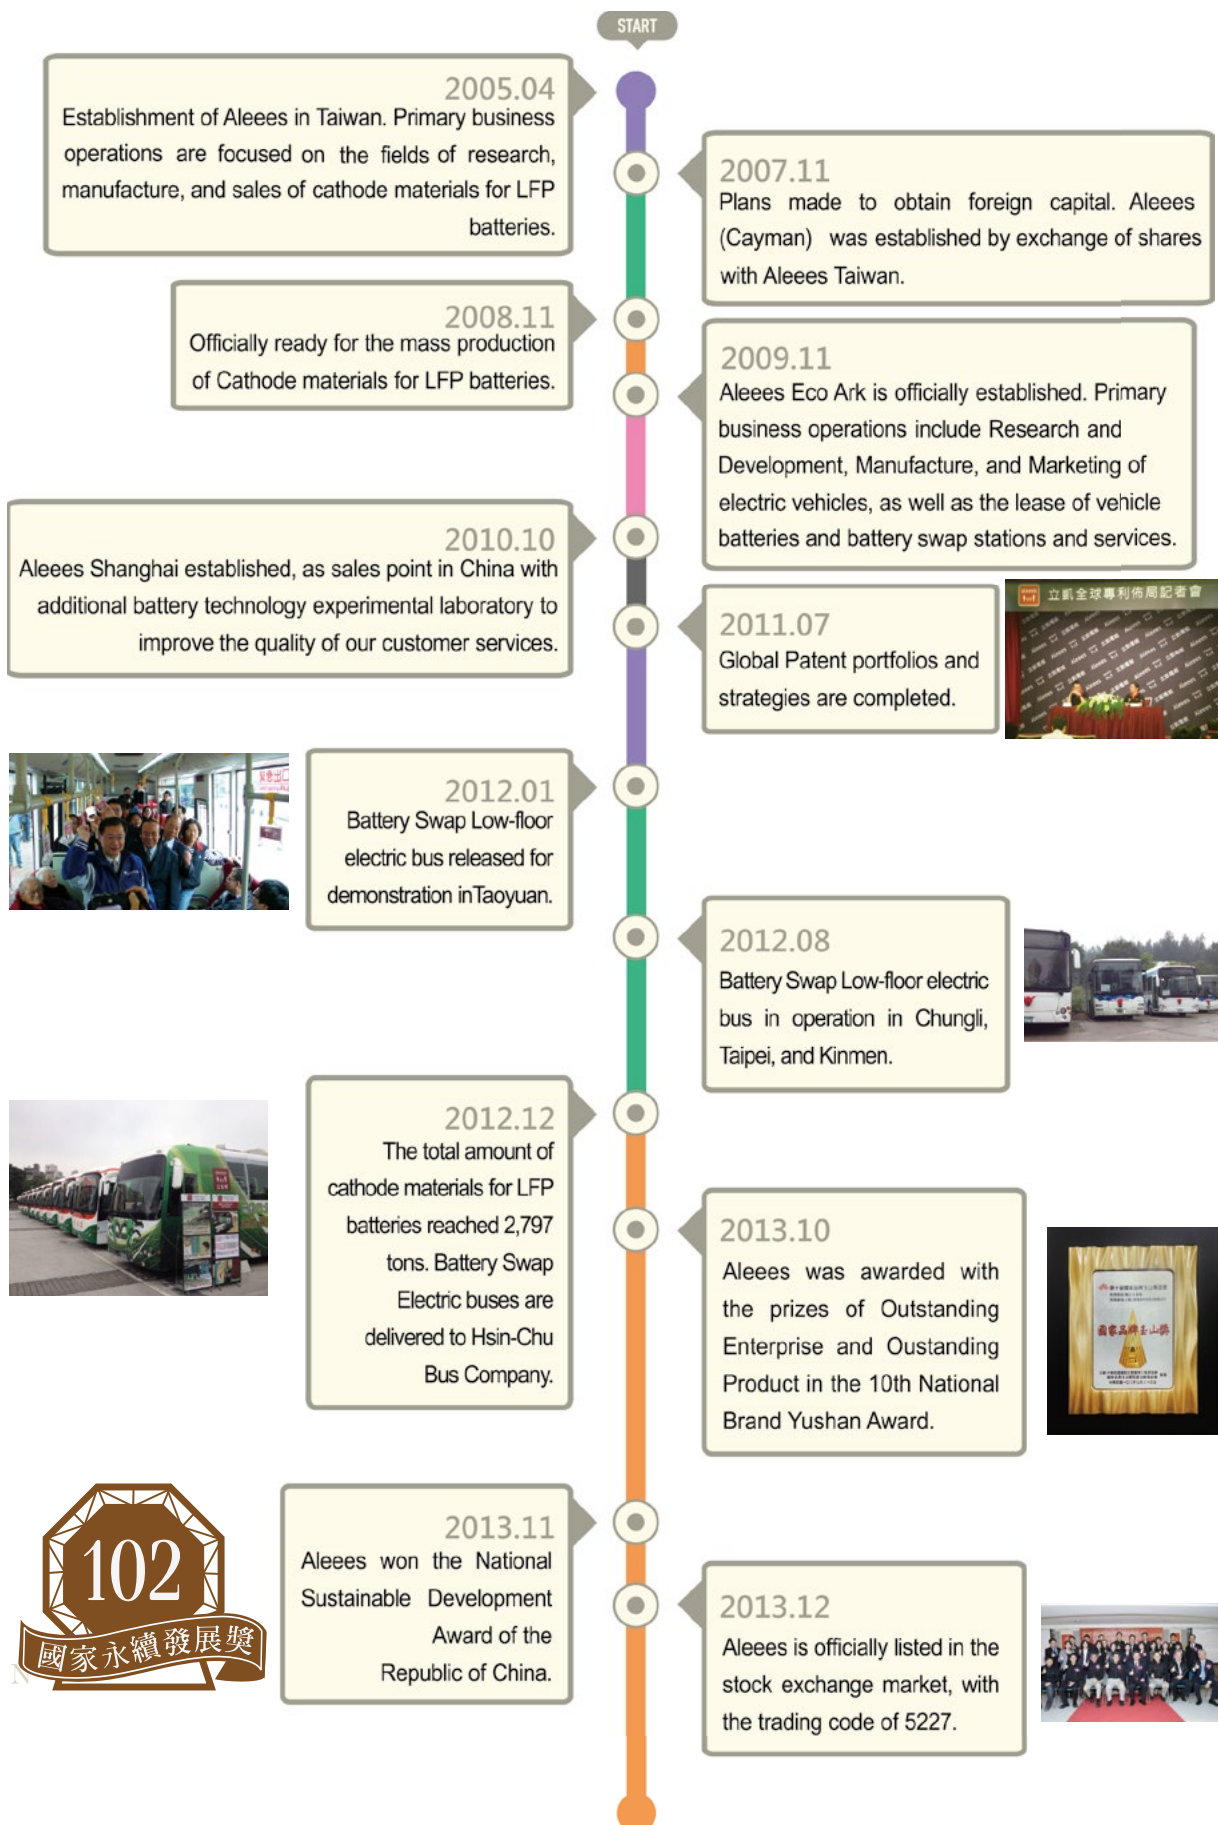 START
2005.04
Establishment of Aleees in Taiwan. Primary business
operations are focused on the fields of research,
manufacture, and sales of cathode materials for LFP
batteries.
2007.11
Plans made to obtain foreign capital. Aleees
(Cayman) was established by exchange of shares
with Aleees Taiwan.
2008.11
Officially ready for the mass production
of Cathode materials for LFP batteries.
2009.11
Aleees Eco Ark is officially established. Primary
business operations include Research and
Development, Manufacture, and Marketing of
electric vehicles, as well as the lease of vehicle
batteries and battery swap stations and services.
2010.10
Aleees Shanghai established, as sales point in China with
additional battery technology experimental laboratory to
improve the quality of our customer services.
2011.07
Global Patent portfolios and
strategies are completed.
立凱全球專利佈局記者會
2012.01
Battery Swap Low-floor
electric bus released for
demonstration inTaoyuan.
緊急出口
2012.08
Battery Swap Low-floor electric
bus in operation in Chungli,
Taipei, and Kinmen.
2012.12
The total amount of
cathode materials for LFP
batteries reached 2,797
tons. Battery Swap
Electric buses are
delivered to Hsin-Chu
Bus Company.
2013.10
Aleees was awarded with
the prizes of Outstanding
Enterprise and Oustanding
Product in the 10th National
Brand Yushan Award.
國家品牌玉山獎
2013.11
Aleees won the National
Sustainable Development
Award of the
Republic of China.
102
國家永續發展獎
2013.12
Aleees is officially listed in the
stock exchange market, with
the trading code of 5227.